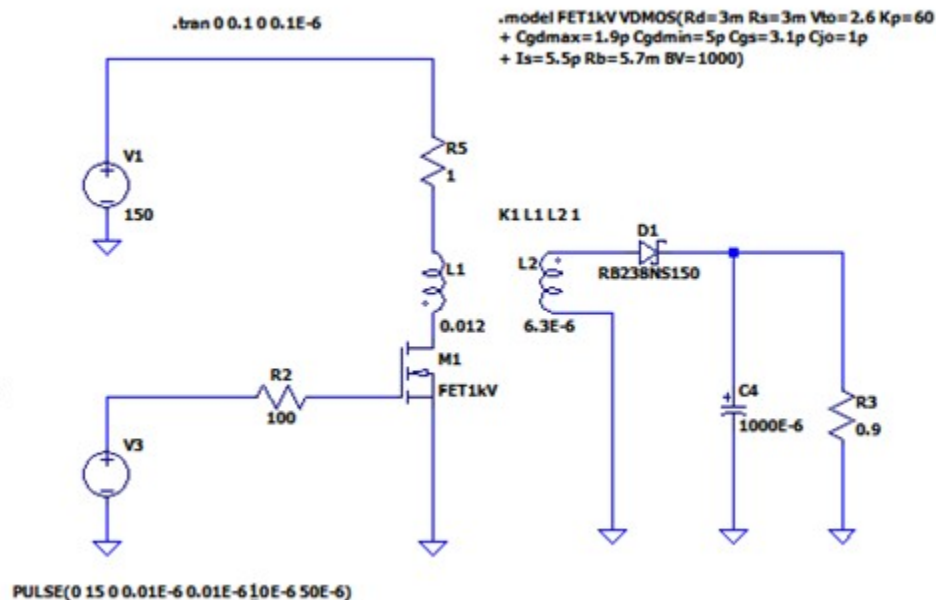 .tran 0 0.1 0 0.1E-6
.model FET1kV VDMOS(Rd=3m Rs=3m Vto=2.6 Kp=60
+ Cgdmax=1.9p Cgdmin=5p Cgs=3.1p Cjo=1p
+ Is=5.5p Rb=5.7m BV=1000)
R5
1
V1
150
K1 L1 L2 1
D1
RB238NS150
L1
0.012
L2
6.3E-6
M1
FET1kV
R2
100
C4
1000E-6
R3
0.9
V3
PULSE(0 15 0 0.01E-6 0.01E-6 10E-6 50E-6)